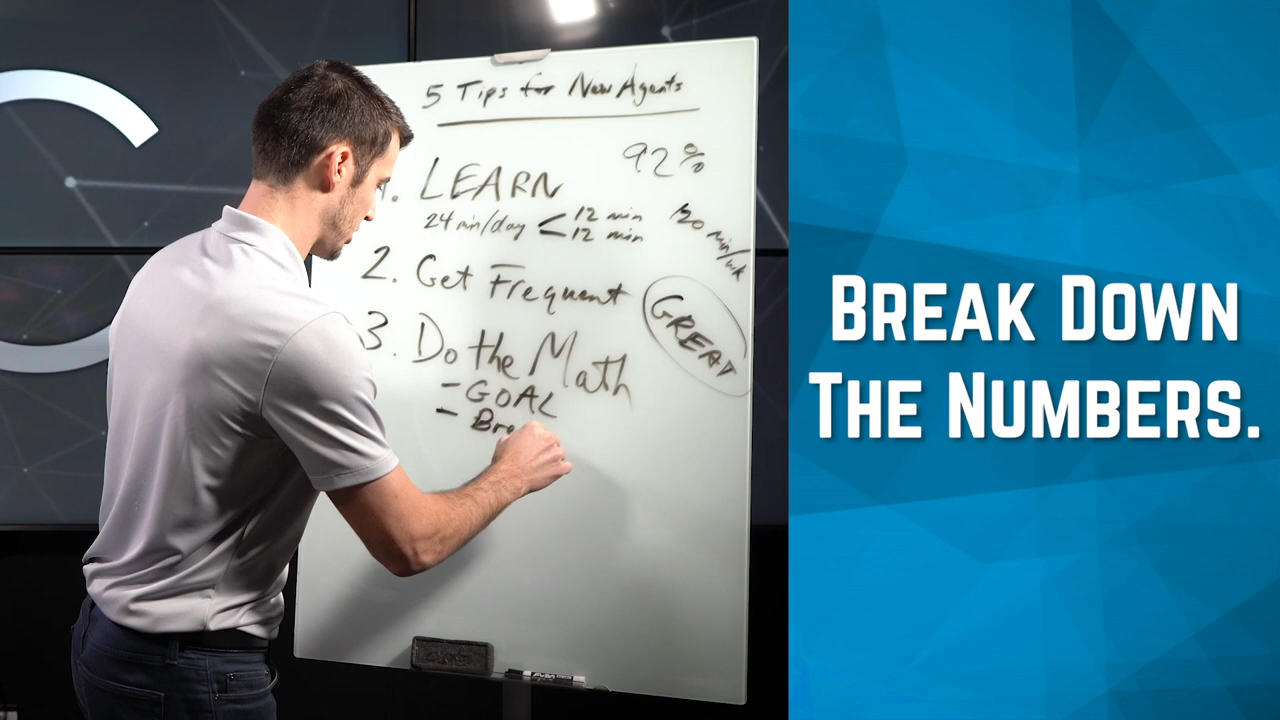 5 Tips for New Agents
92%
1. LEARN
24 min/day < 12 min
12 min
120 min/wk
2. Get Frequent
GREAT
3. Do the Math
- GOAL
- Bre
BREAK DOWN
THE NUMBERS.